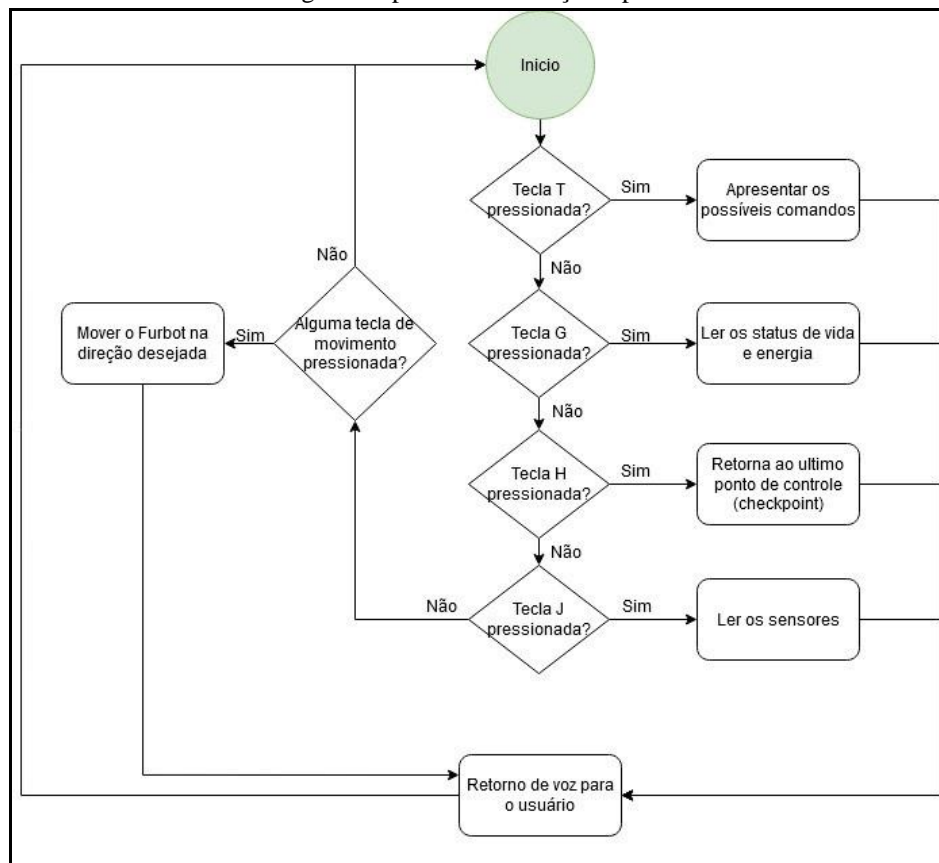 Inicio
Tecla T
pressionada?
Sim
Apresentar os
possíveis comandos
Não
Não
Tecla G
pressionada?
Sim
Ler os status de vida
e energia
Alguma tecla de
movimento
pressionada?
Sim
Mover o Furbot na
direção desejada
Não
Tecla H
pressionada?
Sim
Retorna ao ultimo
ponto de controle
(checkpoint)
Não
Tecla J
pressionada?
Não
Sim
Ler os sensores
Retorno de voz para
o usuário